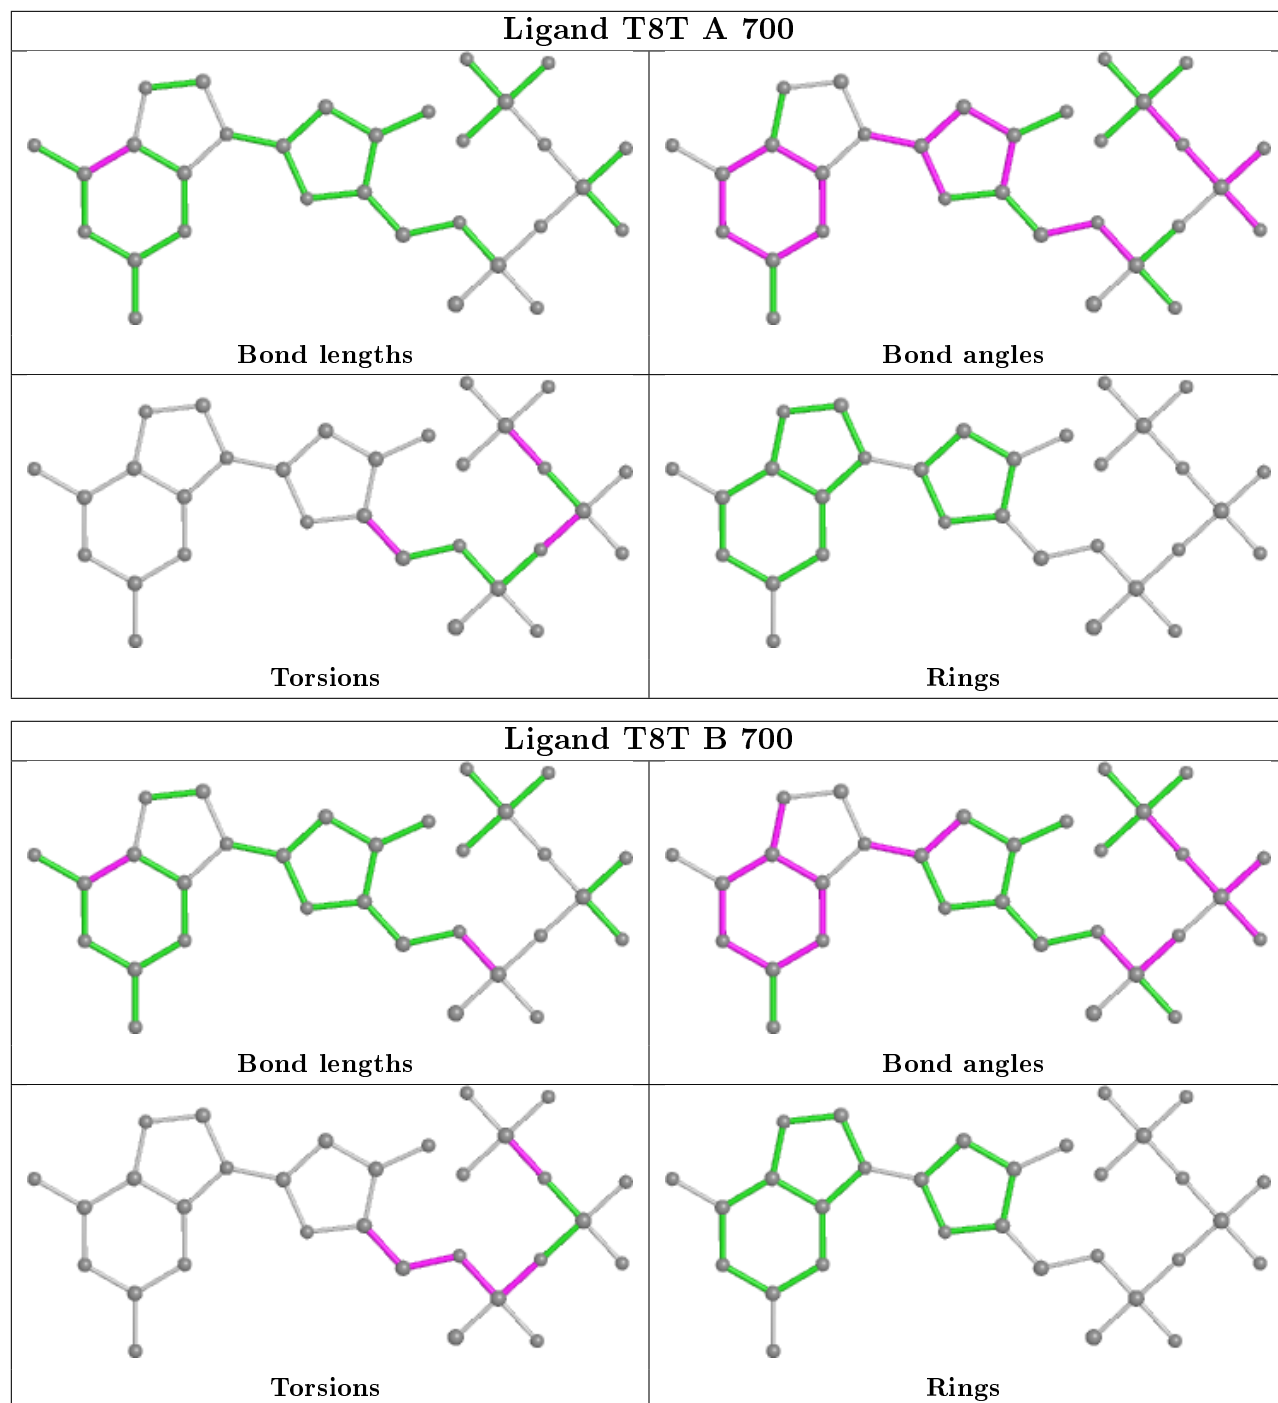 Ligand T8T A 700
Bond lengths
Bond angles
Torsions
Rings
Ligand T8T B 700
Bond lengths
Bond angles
Torsions
Rings